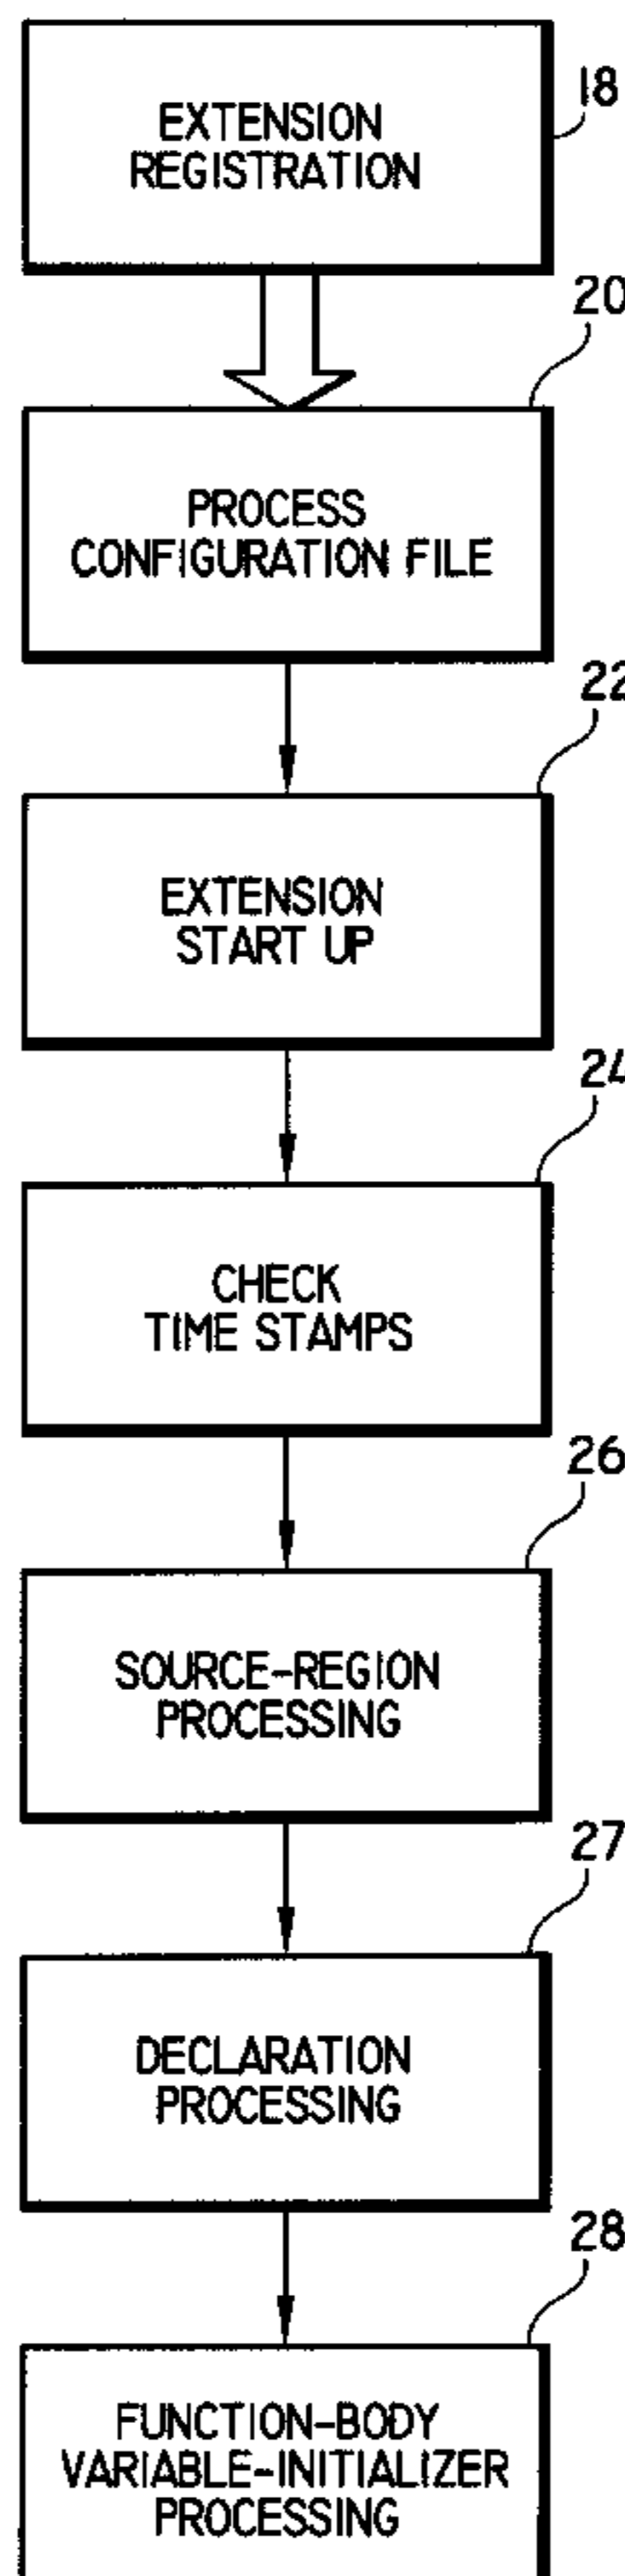 EXTENSION
REGISTRATION
18
20
PROCESS
CONFIGURATION FILE
22
EXTENSION
START UP
24
CHECK
TIME STAMPS
26
SOURCE-REGION
PROCESSING
27
DECLARATION
PROCESSING
28
FUNCTION-BODY
VARIABLE-INITIALIZER
PROCESSING